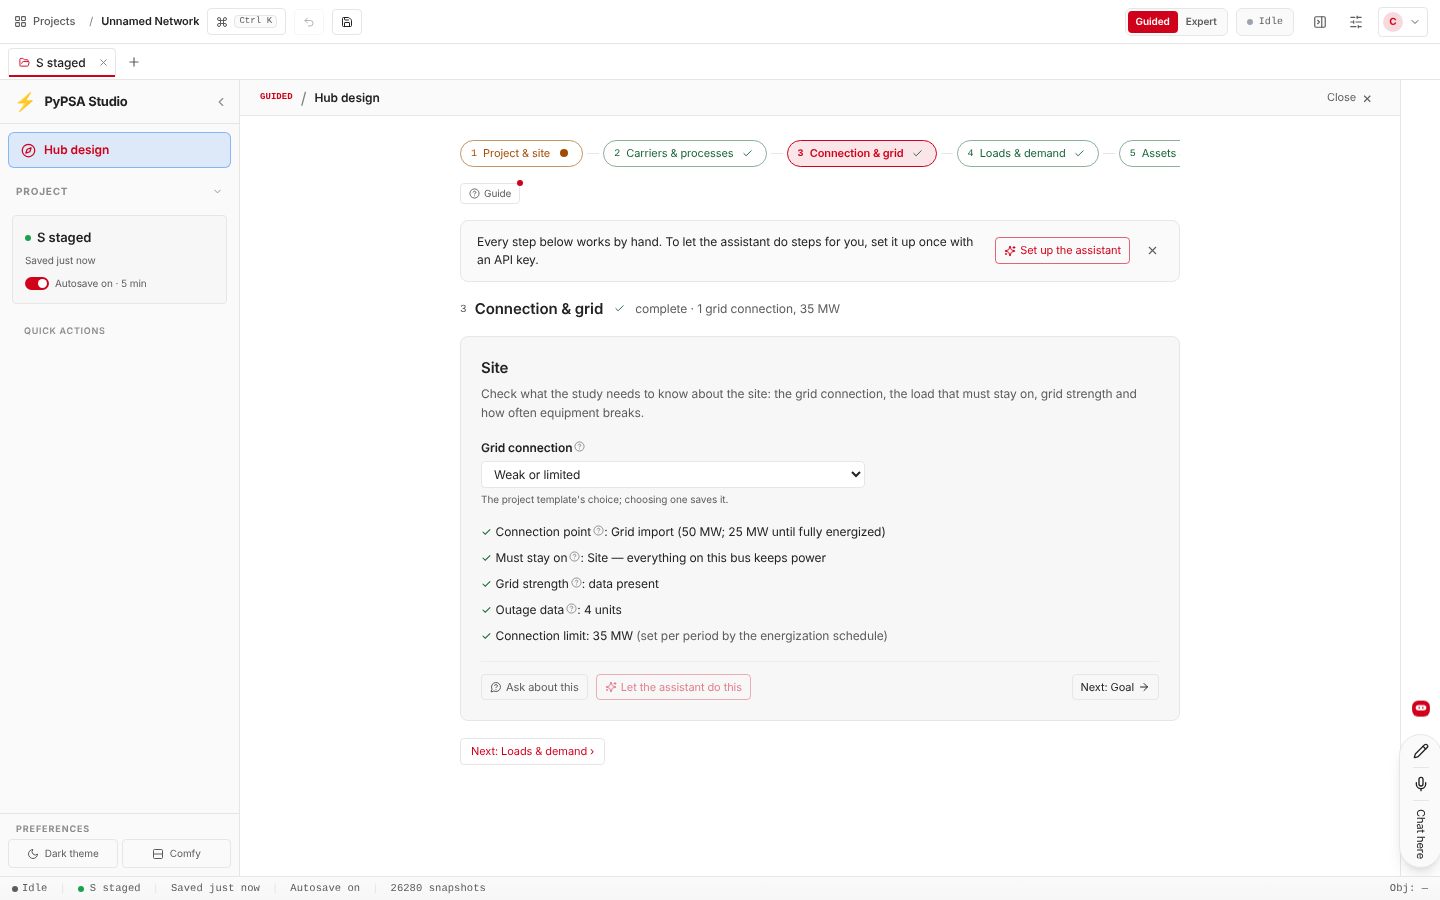 Projects / Unnamed Network Ctrl K Guided Expert Idle C
S staged
PyPSA Studio
GUIDED / Hub design Close
Hub design
PROJECT
S staged
Saved just now
Autosave on · 5 min
QUICK ACTIONS
PREFERENCES
Dark theme Comfy
1 Project & site 2 Carriers & processes 3 Connection & grid 4 Loads & demand 5 Assets
Guide
Every step below works by hand. To let the assistant do steps for you, set it up once with
an API key.
Set up the assistant
3 Connection & grid complete · 1 grid connection, 35 MW
Site
Check what the study needs to know about the site: the grid connection, the load that must stay on, grid strength and
how often equipment breaks.
Grid connection
Weak or limited
The project template's choice; choosing one saves it.
Connection point: Grid import (50 MW; 25 MW until fully energized)
Must stay on: Site — everything on this bus keeps power
Grid strength: data present
Outage data: 4 units
Connection limit: 35 MW (set per period by the energization schedule)
Ask about this Let the assistant do this Next: Goal →
Next: Loads & demand ›
Chat here
Idle S staged Saved just now Autosave on 26280 snapshots Obj: —